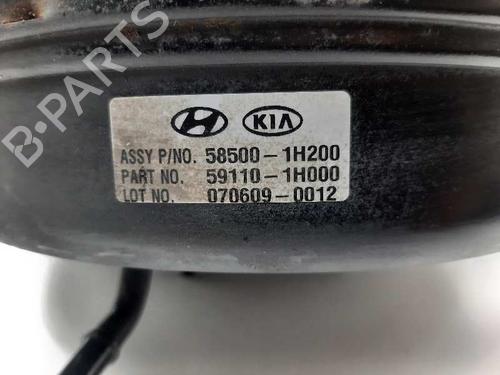 B-PARTS
KIA
ASSY P/NO. 58500-1H200
PART NO. 59110-1H000
LOT NO. 070609-0012